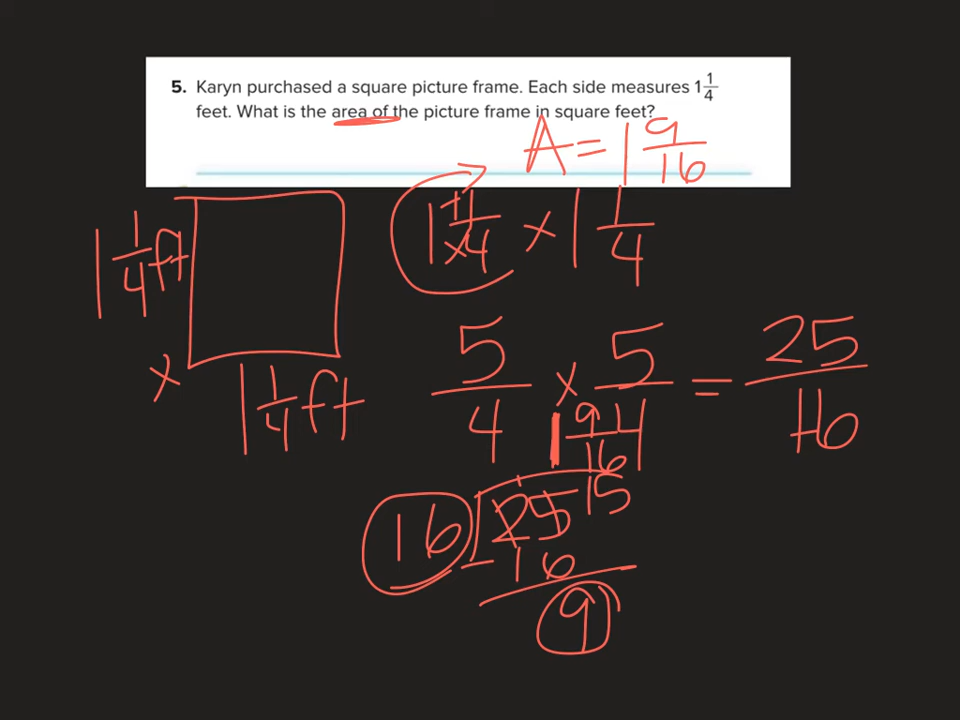 5. Karyn purchased a square picture frame. Each side measures 1 1/4
feet. What is the area of the picture frame in square feet?
A = 1 9/16
1 1/4 ft
1 1/4 × 1 1/4
+
×
×
1 1/4 ft
5/4 × 5/4 = 25/16
1 9/16
15
16 25
- 16
9